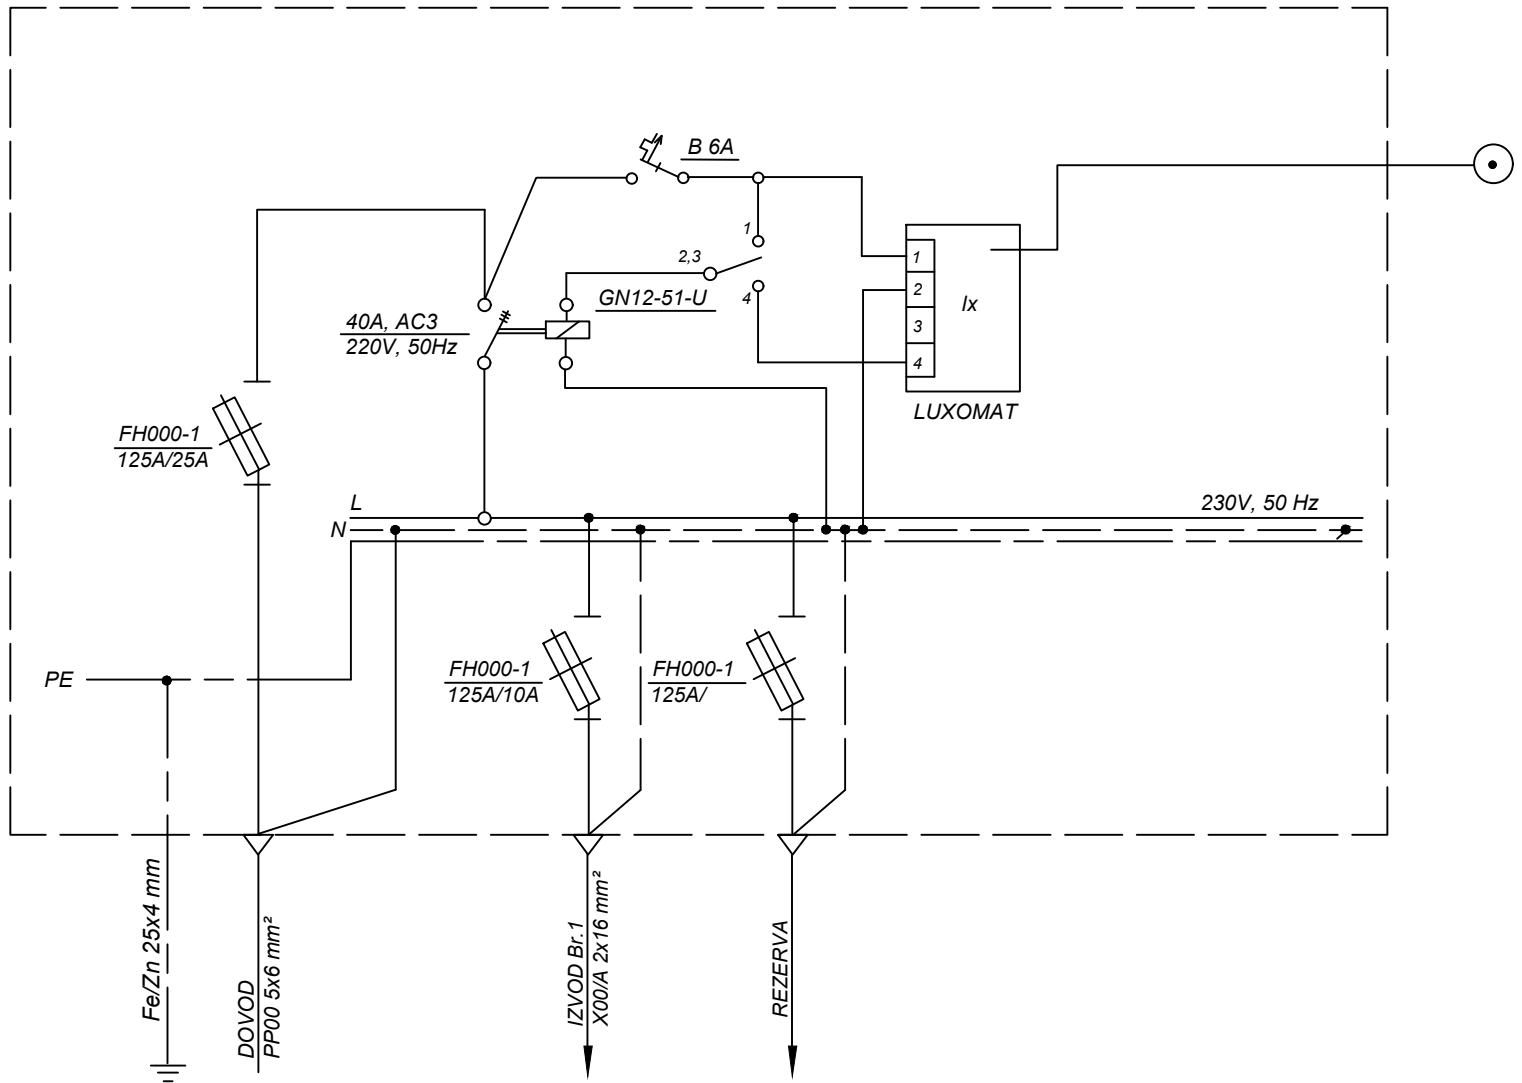 B 6A
1
2,3
4
GN12-51-U
40A, AC3
220V, 50Hz
1
2
3
4
lx
LUXOMAT
FH000-1
125A/25A
L
230V, 50 Hz
N
PE
FH000-1
125A/10A
FH000-1
125A/
Fe/Zn 25x4 mm
DOVOD
PP00 5x6 mm²
IZVOD Br.1
X00/A 2x16 mm²
REZERVA